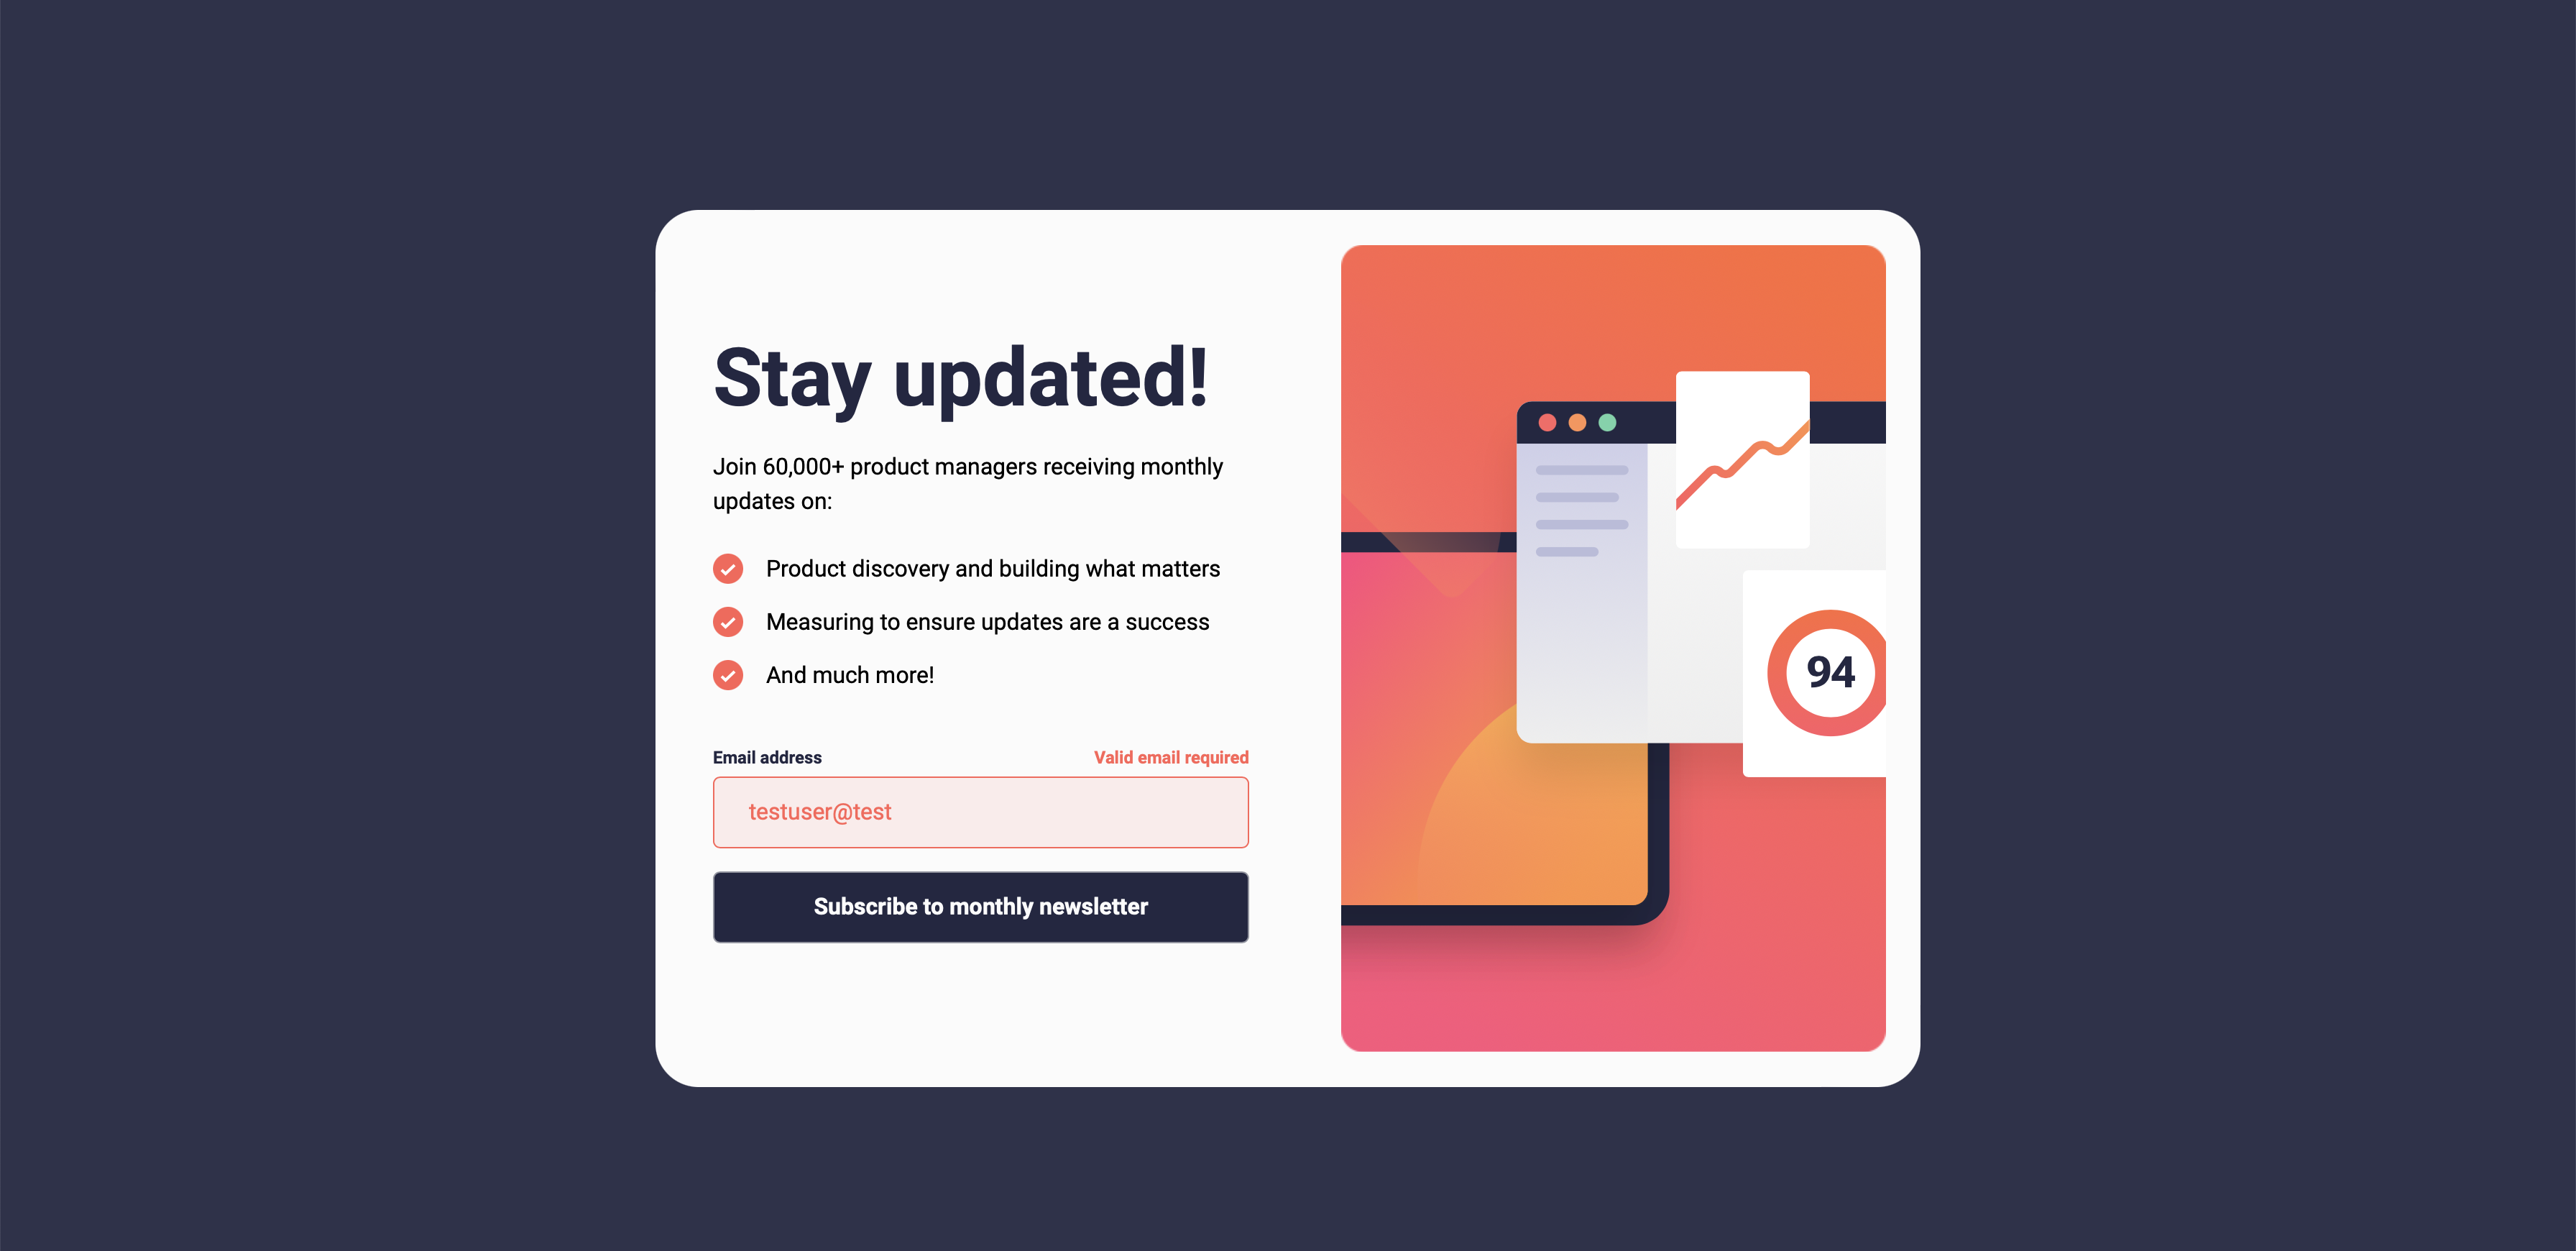 Stay updated!
Join 60,000+ product managers receiving monthly
updates on:
Product discovery and building what matters
Measuring to ensure updates are a success
And much more!
Email address
Valid email required
testuser@test
Subscribe to monthly newsletter
94